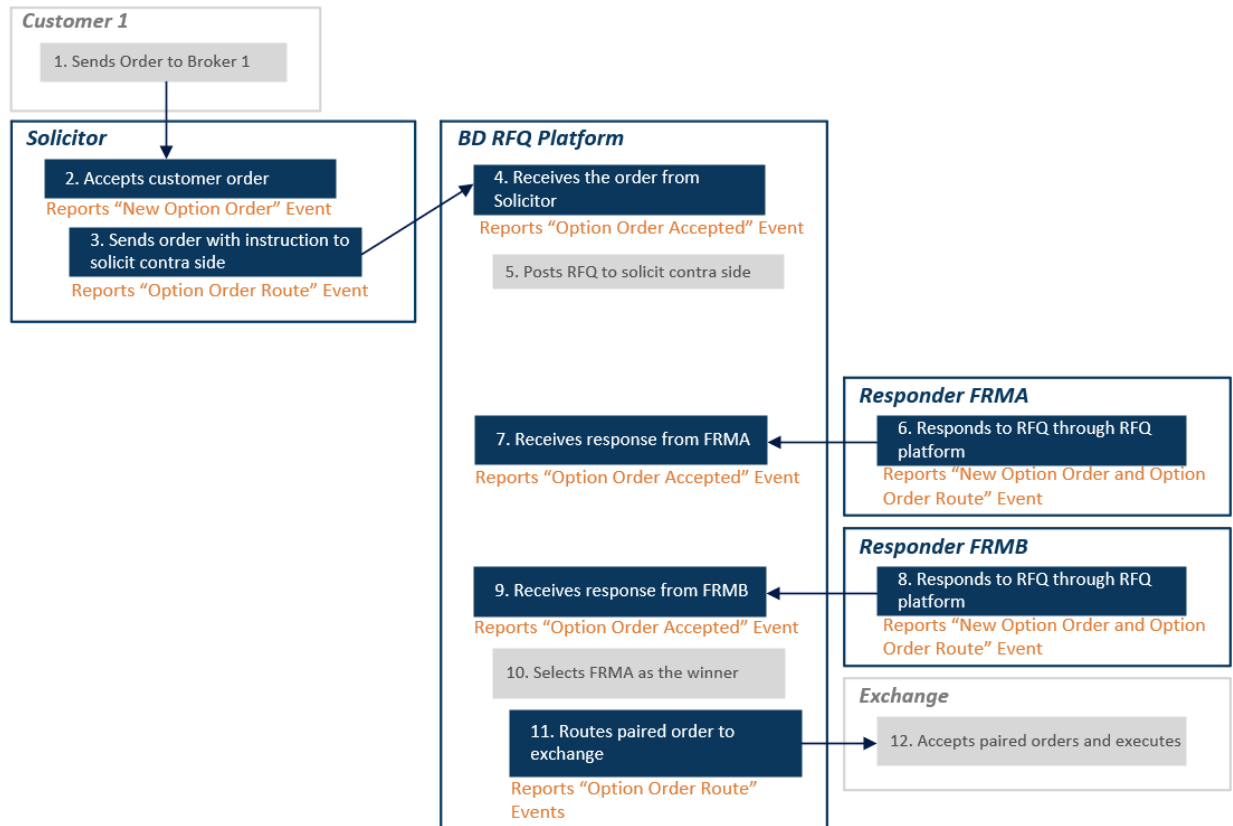 Customer 1
1. Sends Order to Broker 1
Solicitor
2. Accepts customer order
Reports “New Option Order” Event
3. Sends order with instruction to
solicit contra side
Reports “Option Order Route” Event
BD RFQ Platform
4. Receives the order from
Solicitor
Reports “Option Order Accepted” Event
5. Posts RFQ to solicit contra side
Responder FRMA
6. Responds to RFQ through RFQ
platform
Reports “New Option Order and Option
Order Route” Event
7. Receives response from FRMA
Reports “Option Order Accepted” Event
Responder FRMB
8. Responds to RFQ through RFQ
platform
Reports “New Option Order and Option
Order Route” Event
9. Receives response from FRMB
Reports “Option Order Accepted” Event
10. Selects FRMA as the winner
11. Routes paired order to
exchange
Reports “Option Order Route”
Events
Exchange
12. Accepts paired orders and executes